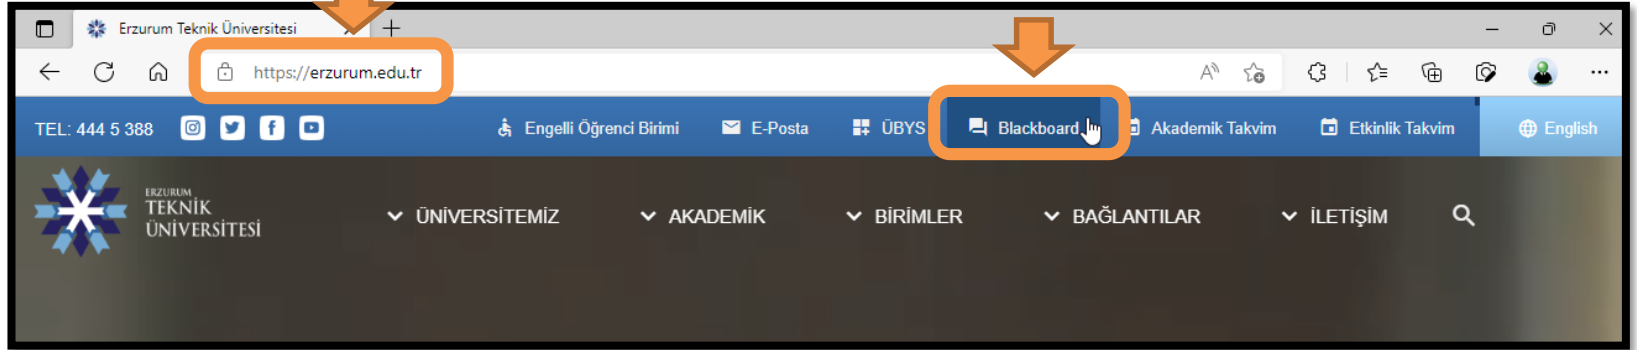 Erzurum Teknik Üniversitesi
https://erzurum.edu.tr
TEL: 444 5 388 Engelli Öğrenci Birimi E-Posta ÜBYS Blackboard Akademik Takvim Etkinlik Takvim English
ERZURUM
TEKNİK
ÜNİVERSİTESİ
ÜNİVERSİTEMİZ AKADEMİK BİRİMLER BAĞLANTILAR İLETİŞİM